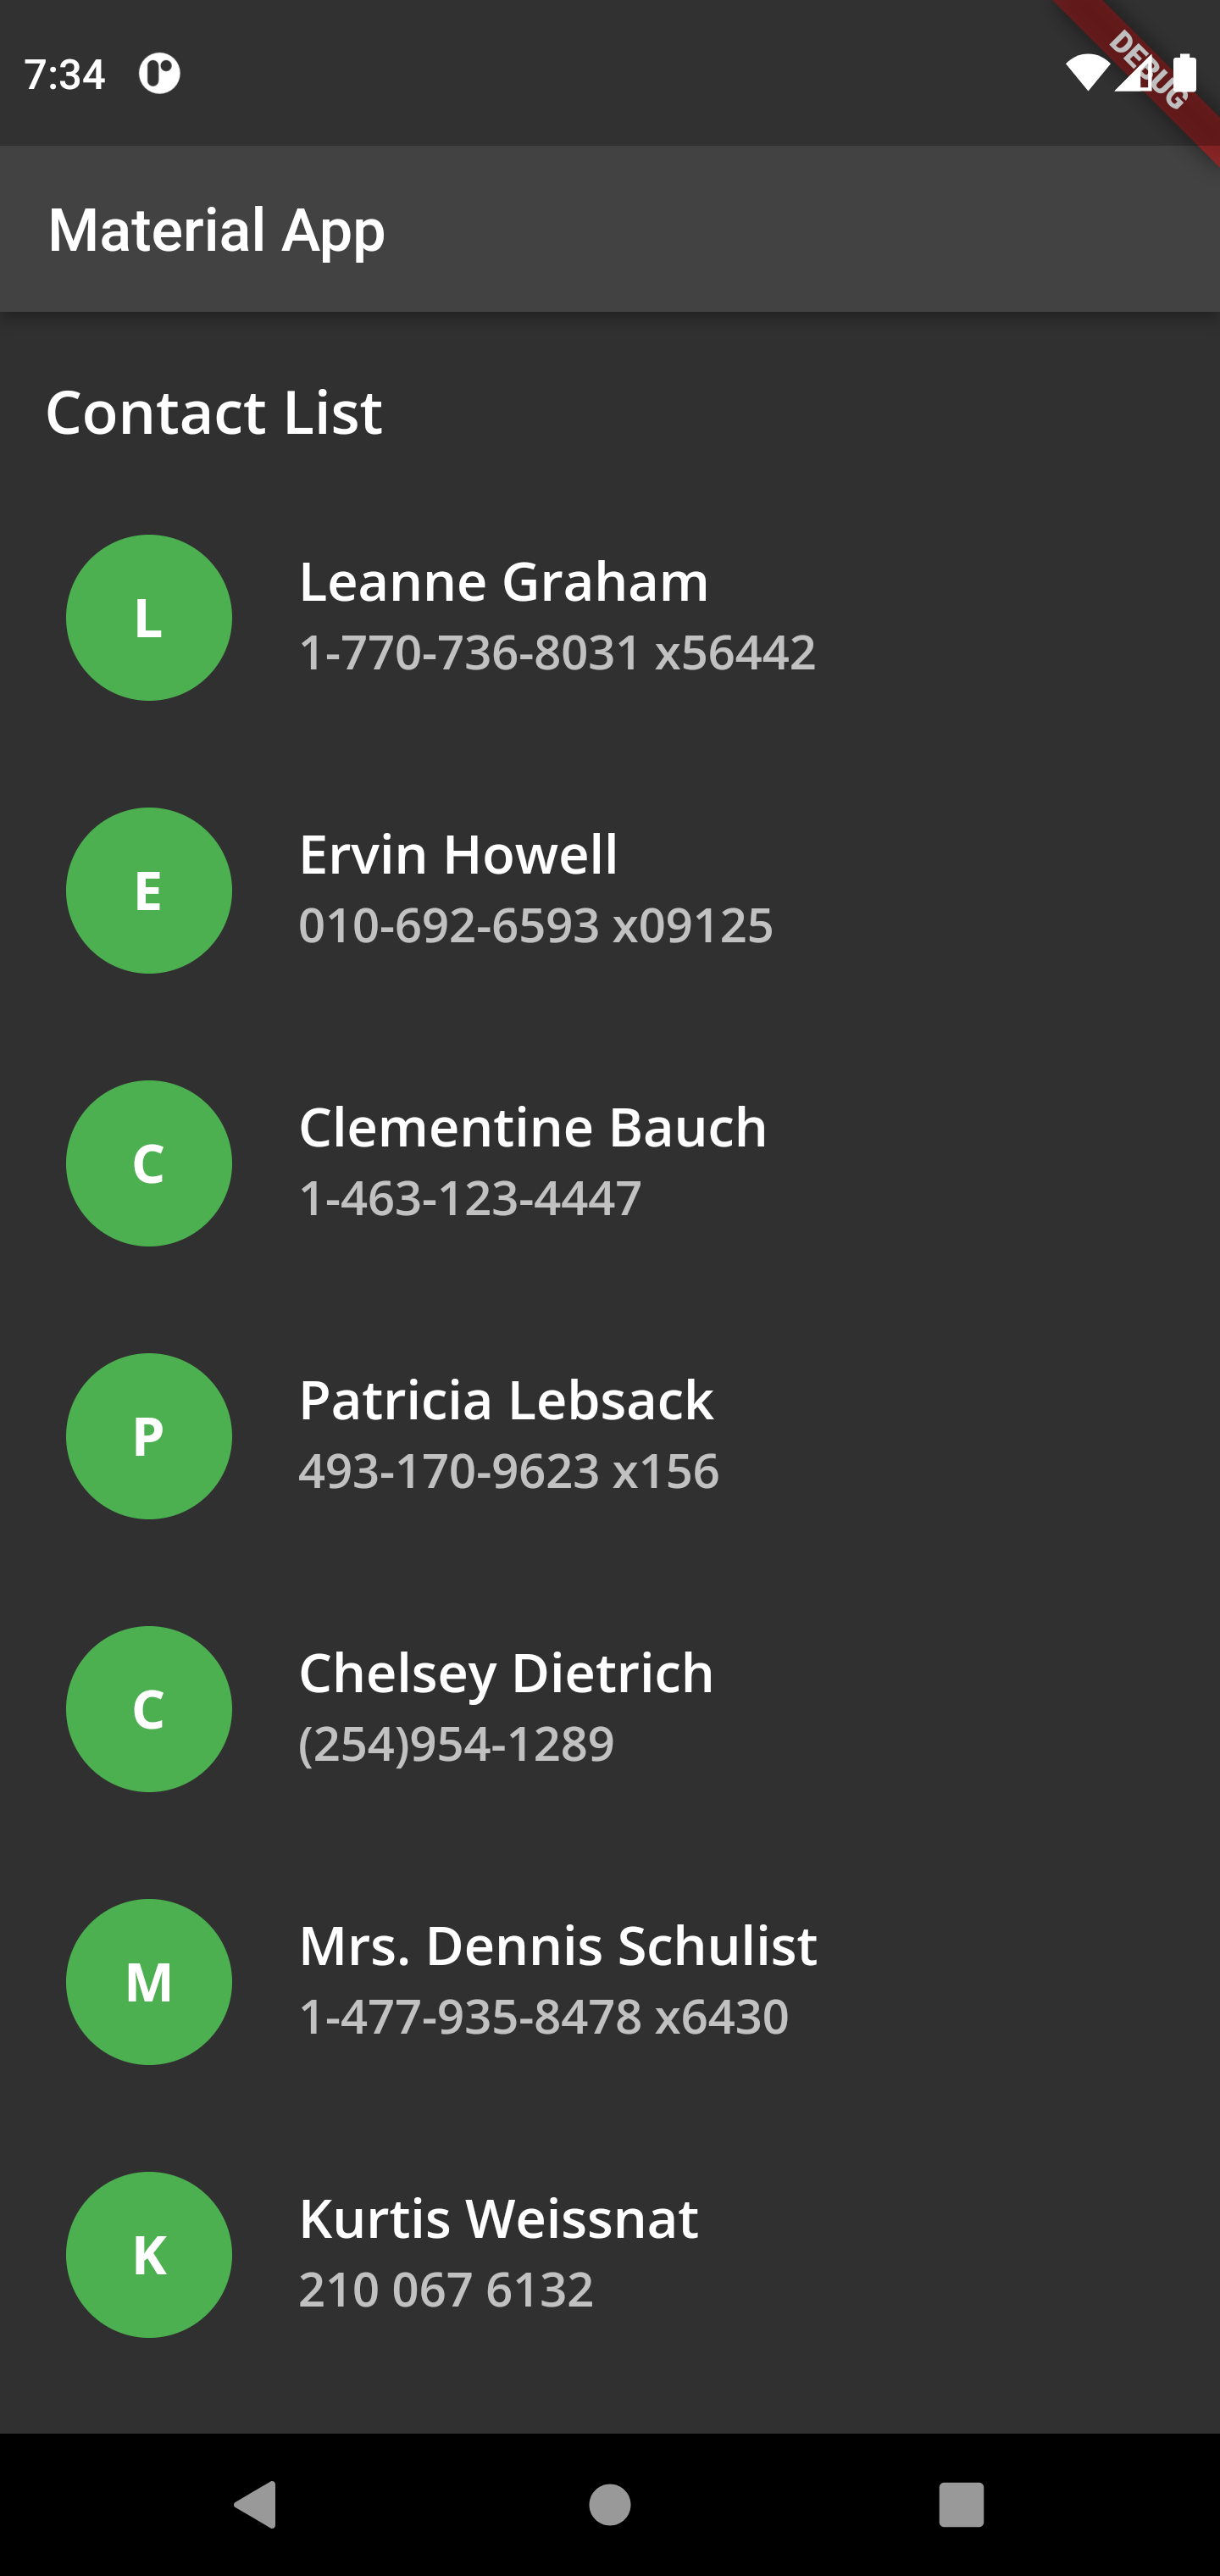 7:34
DEBUG
Material App
Contact List
L
Leanne Graham
1-770-736-8031 x56442
E
Ervin Howell
010-692-6593 x09125
C
Clementine Bauch
1-463-123-4447
P
Patricia Lebsack
493-170-9623 x156
C
Chelsey Dietrich
(254)954-1289
M
Mrs. Dennis Schulist
1-477-935-8478 x6430
K
Kurtis Weissnat
210 067 6132